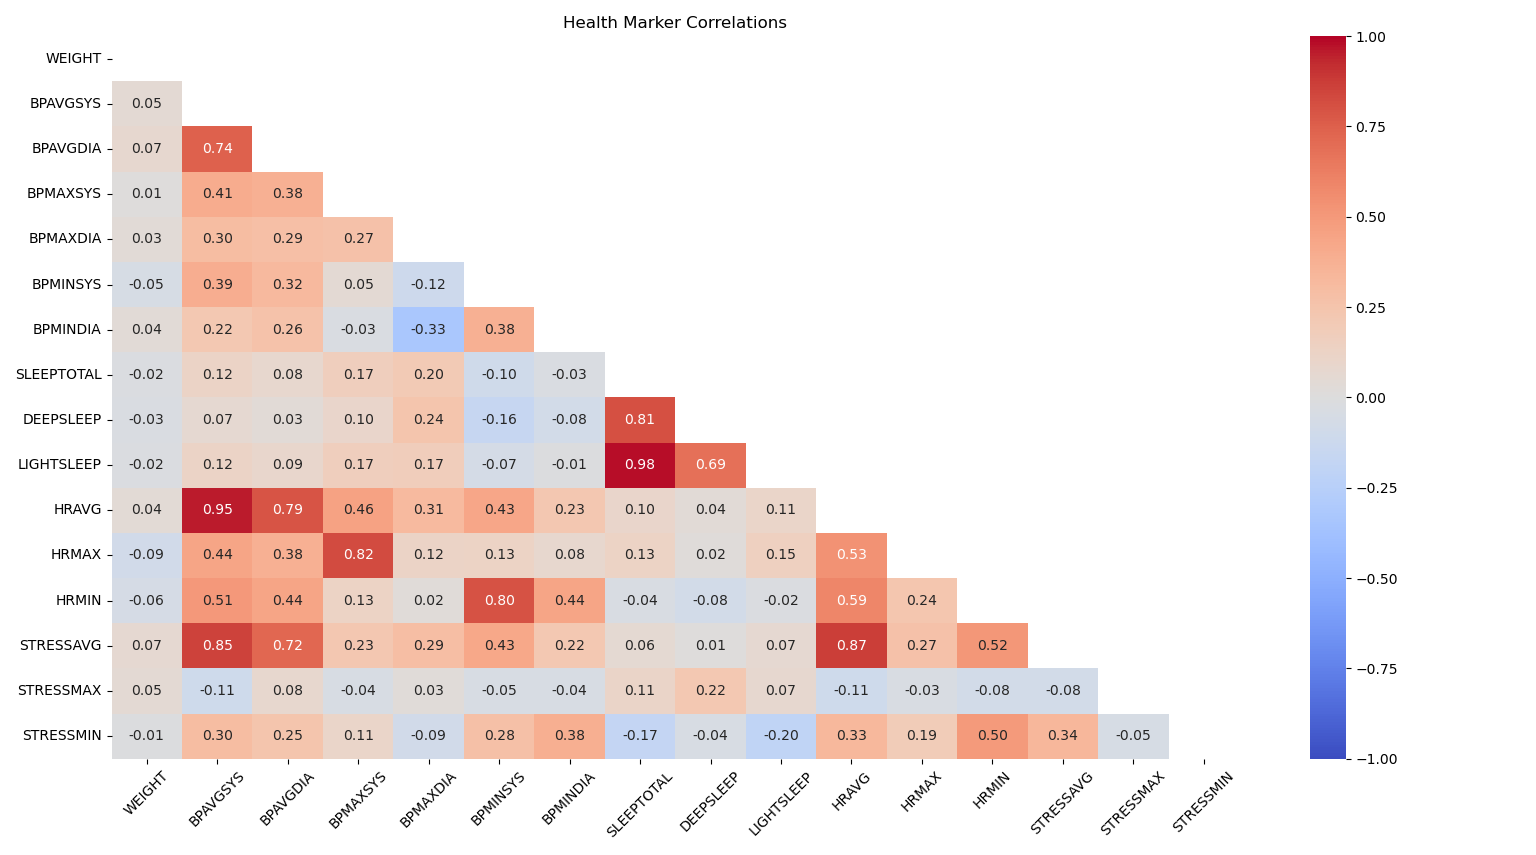 Health Marker Correlations
WEIGHT
BPAVGSYS 0.05
BPAVGDIA 0.07 0.74
BPMAXSYS 0.01 0.41 0.38
BPMAXDIA 0.03 0.30 0.29 0.27
BPMINSYS -0.05 0.39 0.32 0.05 -0.12
BPMINDIA 0.04 0.22 0.26 -0.03 -0.33 0.38
SLEEPTOTAL -0.02 0.12 0.08 0.17 0.20 -0.10 -0.03
DEEPSLEEP -0.03 0.07 0.03 0.10 0.24 -0.16 -0.08 0.81
LIGHTSLEEP -0.02 0.12 0.09 0.17 0.17 -0.07 -0.01 0.98 0.69
HRAVG 0.04 0.95 0.79 0.46 0.31 0.43 0.23 0.10 0.04 0.11
HRMAX -0.09 0.44 0.38 0.82 0.12 0.13 0.08 0.13 0.02 0.15 0.53
HRMIN -0.06 0.51 0.44 0.13 0.02 0.80 0.44 -0.04 -0.08 -0.02 0.59 0.24
STRESSAVG 0.07 0.85 0.72 0.23 0.29 0.43 0.22 0.06 0.01 0.07 0.87 0.27 0.52
STRESSMAX 0.05 -0.11 0.08 -0.04 0.03 -0.05 -0.04 0.11 0.22 0.07 -0.11 -0.03 -0.08 -0.08
STRESSMIN -0.01 0.30 0.25 0.11 -0.09 0.28 0.38 -0.17 -0.04 -0.20 0.33 0.19 0.50 0.34 -0.05
WEIGHT BPAVGSYS BPAVGDIA BPMAXSYS BPMAXDIA BPMINSYS BPMINDIA SLEEPTOTAL DEEPSLEEP LIGHTSLEEP HRAVG HRMAX HRMIN STRESSAVG STRESSMAX STRESSMIN
1.00
0.75
0.50
0.25
0.00
−0.25
−0.50
−0.75
−1.00